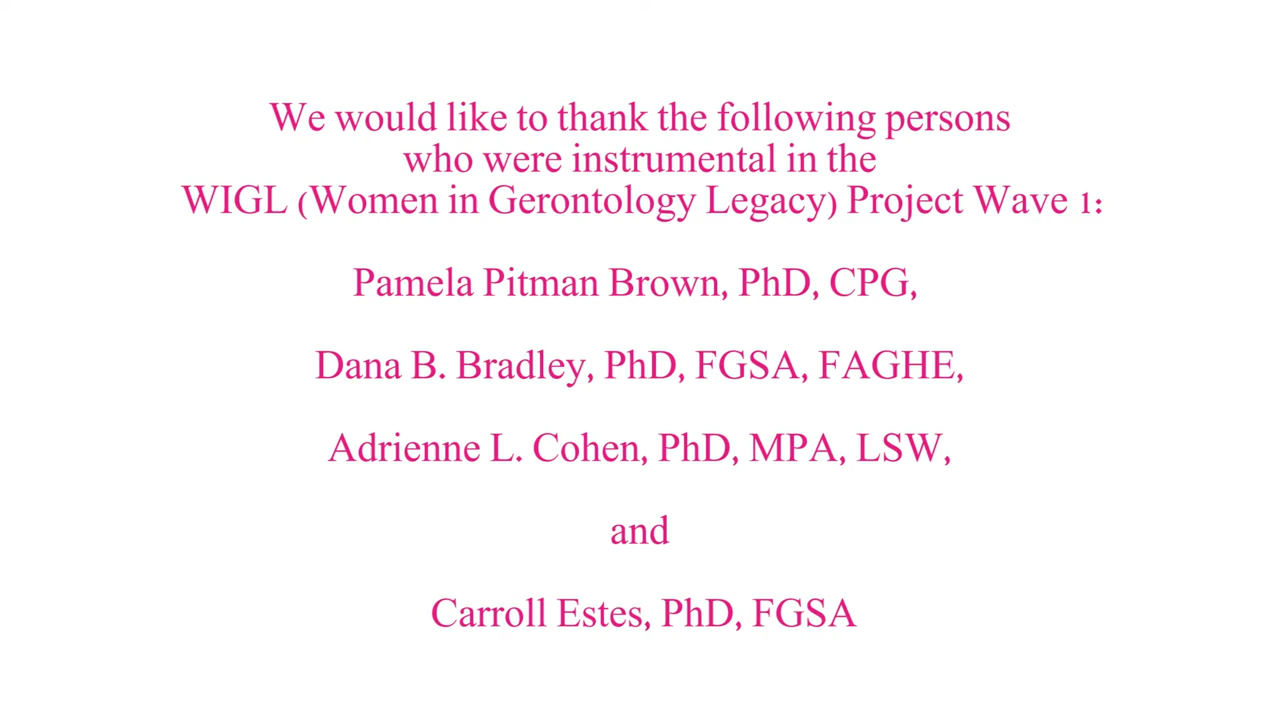 We would like to thank the following persons
who were instrumental in the
WIGL (Women in Gerontology Legacy) Project Wave 1:
Pamela Pitman Brown, PhD, CPG,
Dana B. Bradley, PhD, FGSA, FAGHE,
Adrienne L. Cohen, PhD, MPA, LSW,
and
Carroll Estes, PhD, FGSA